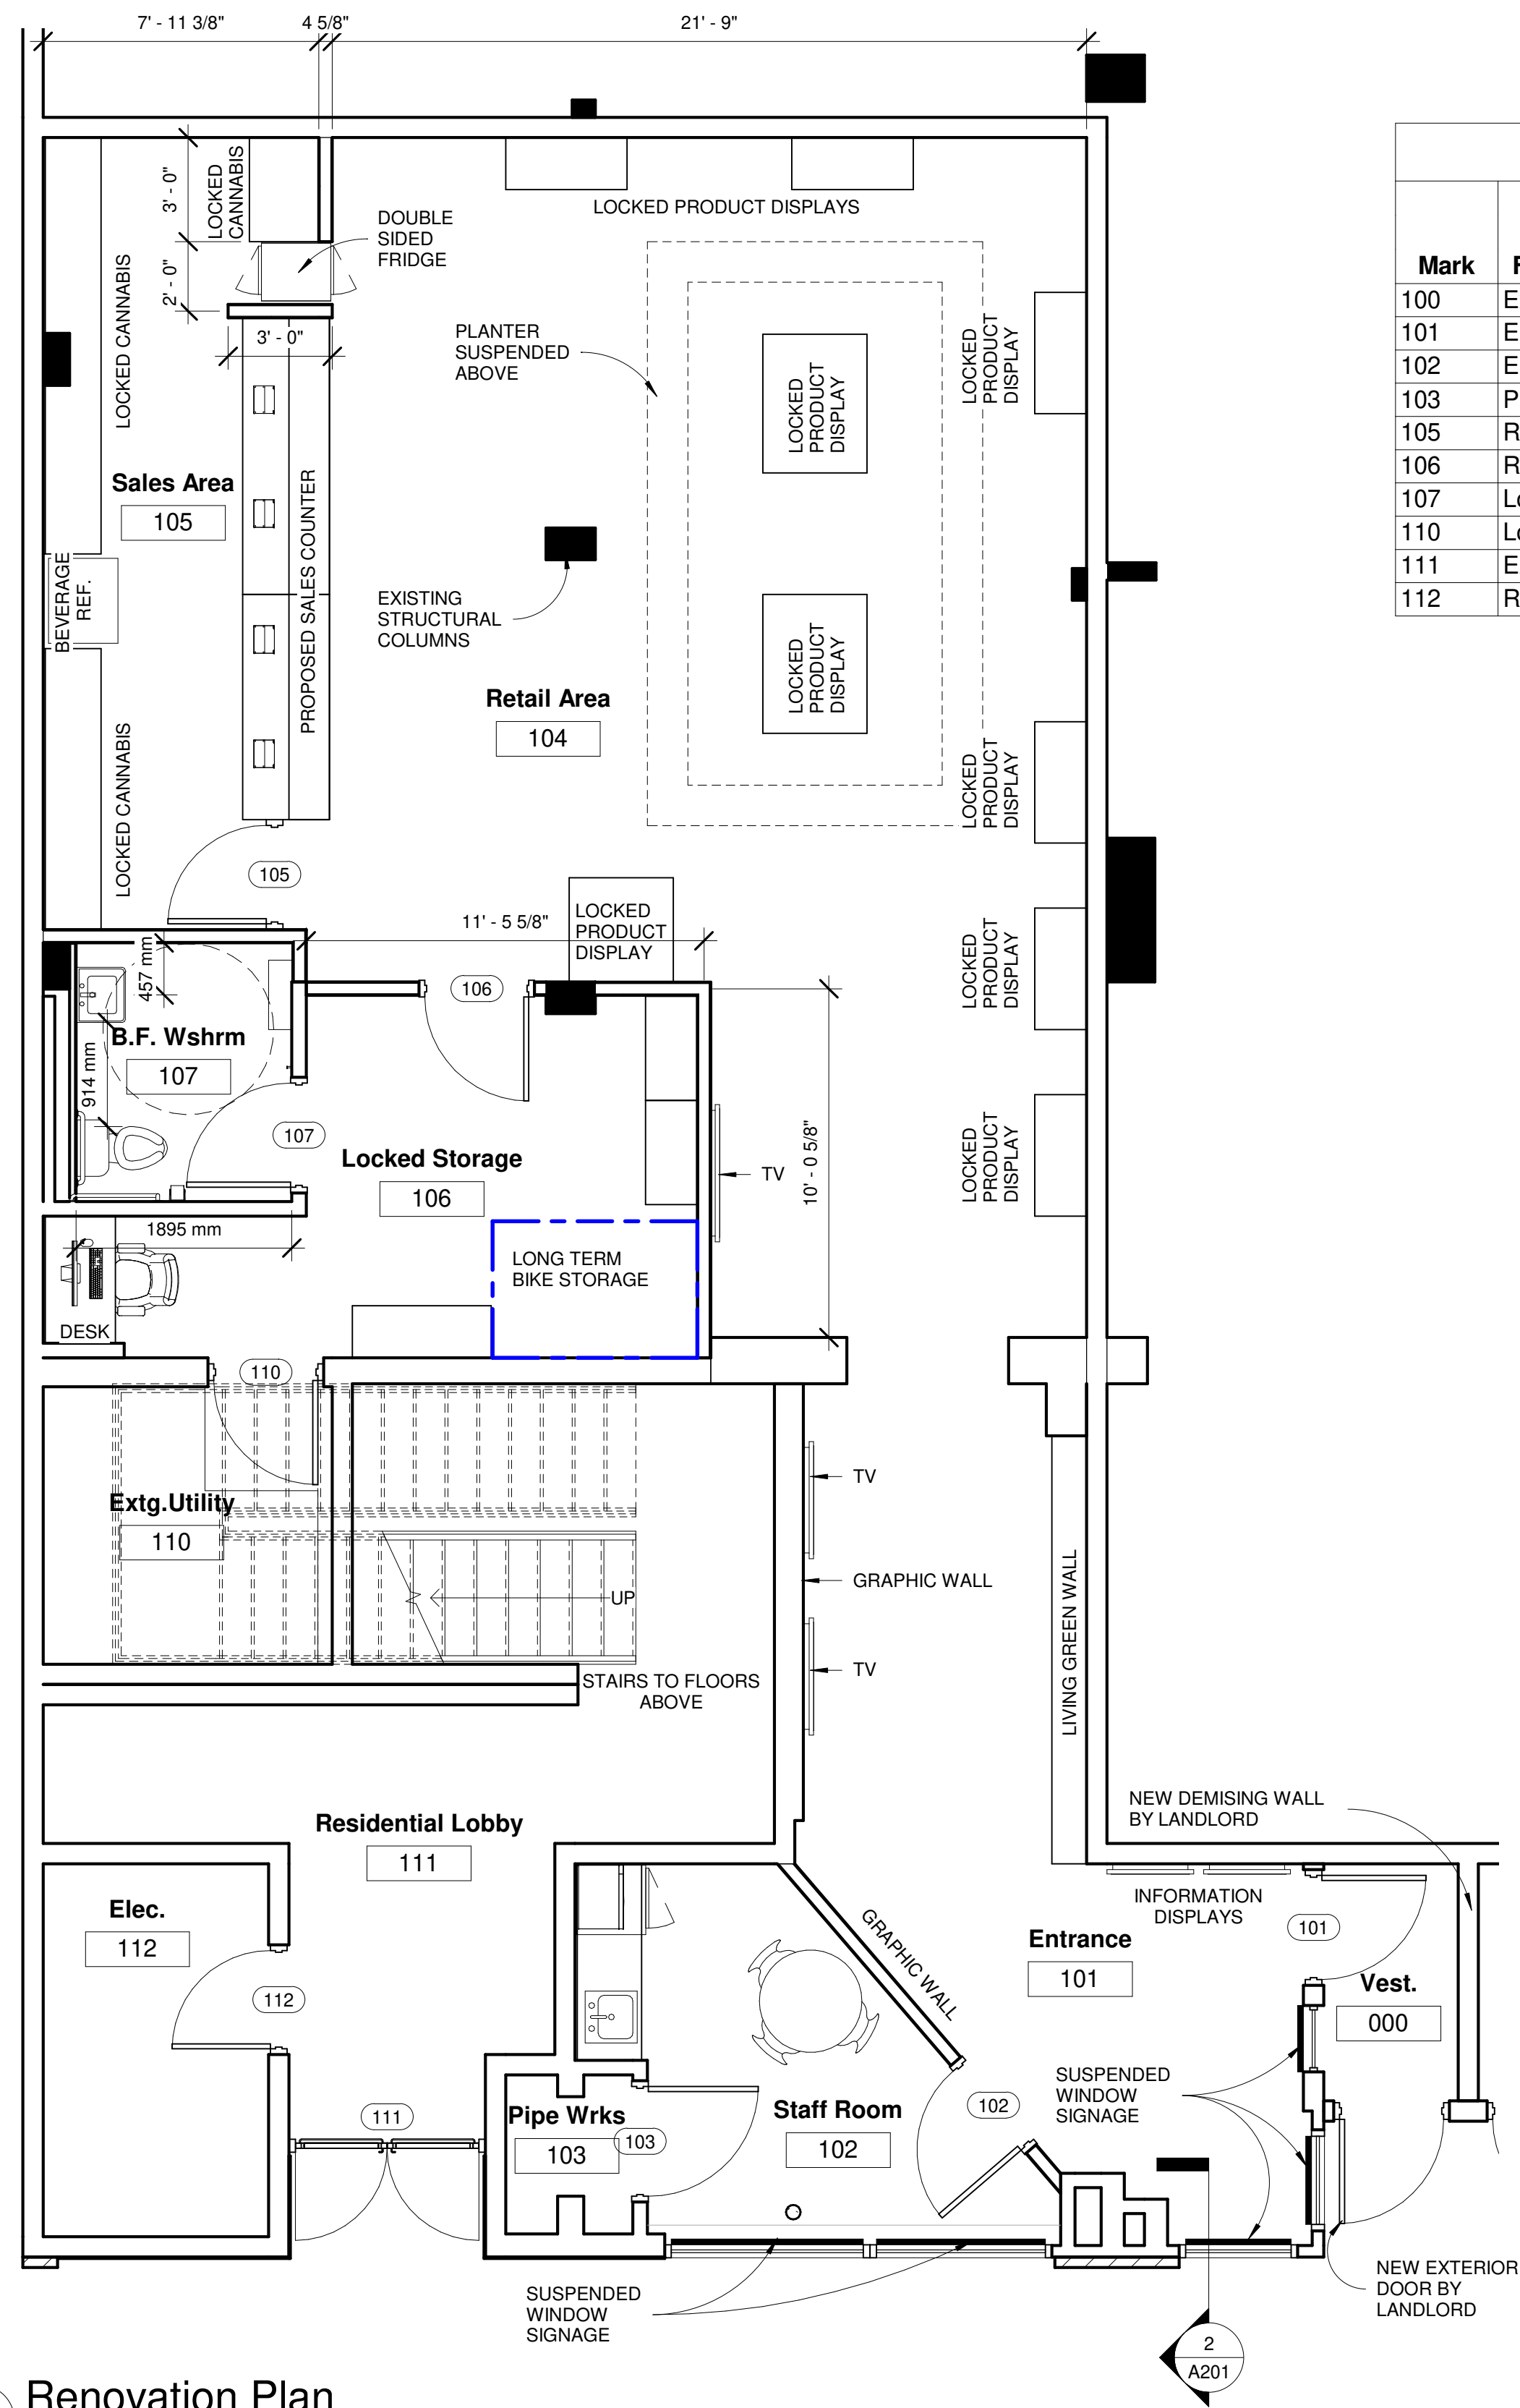 7' - 11 3/8"
4 5/8"
21' - 9"
3' - 0"
LOCKED
CANNABIS
2' - 0"
3' - 0"
DOUBLE
SIDED
FRIDGE
LOCKED PRODUCT DISPLAYS
LOCKED CANNABIS
PLANTER
SUSPENDED
ABOVE
LOCKED
PRODUCT
DISPLAY
LOCKED
PRODUCT
DISPLAY
Mark
F
100
E
101
E
102
E
103
P
105
R
106
R
107
Lo
110
Lo
111
E
112
R
Sales Area
105
PROPOSED SALES COUNTER
BEVERAGE
REF.
EXISTING
STRUCTURAL
COLUMNS
LOCKED
PRODUCT
DISPLAY
Retail Area
104
LOCKED CANNABIS
LOCKED
PRODUCT
DISPLAY
105
11' - 5 5/8"
LOCKED
PRODUCT
DISPLAY
LOCKED
PRODUCT
DISPLAY
457 mm
106
B.F. Wshrm
107
914 mm
107
Locked Storage
106
TV
10' - 0 5/8"
LOCKED
PRODUCT
DISPLAY
1895 mm
LONG TERM
BIKE STORAGE
DESK
110
TV
Extg.Utility
110
GRAPHIC WALL
UP
TV
STAIRS TO FLOORS
ABOVE
LIVING GREEN WALL
NEW DEMISING WALL
BY LANDLORD
Residential Lobby
111
Elec.
112
INFORMATION
DISPLAYS
GRAPHIC WALL
Entrance
101
101
Vest.
000
112
SUSPENDED
WINDOW
SIGNAGE
111
Pipe Wrks
103
103
Staff Room
102
102
SUSPENDED
WINDOW
SIGNAGE
NEW EXTERIOR
DOOR BY
LANDLORD
2
A201
Renovation Plan